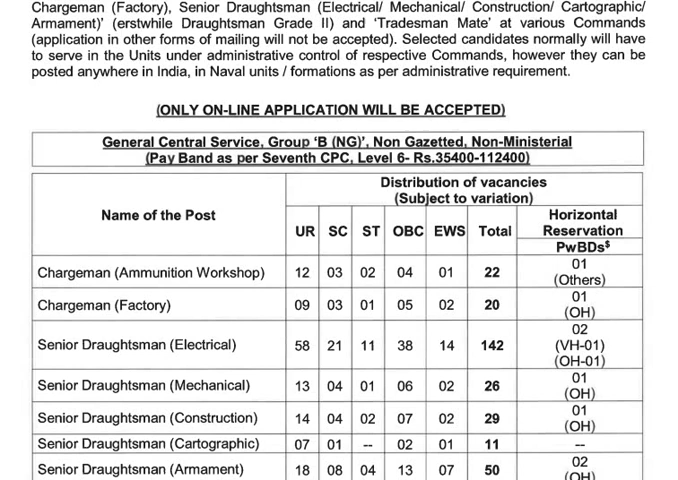 Chargeman (Factory), Senior Draughtsman (Electrical/ Mechanical/ Construction/ Cartographic/
Armament)' (erstwhile Draughtsman Grade II) and 'Tradesman Mate' at various Commands
(application in other forms of mailing will not be accepted). Selected candidates normally will have
to serve in the Units under administrative control of respective Commands, however they can be
posted anywhere in India, in Naval units / formations as per administrative requirement.
(ONLY ON-LINE APPLICATION WILL BE ACCEPTED)
General Central Service, Group 'B (NG)', Non Gazetted, Non-Ministerial
(Pay Band as per Seventh CPC, Level 6- Rs.35400-112400)
Name of the Post
Distribution of vacancies
(Subject to variation)
UR SC ST OBC EWS Total
Horizontal
Reservation
PwBDs$
Chargeman (Ammunition Workshop) 12 03 02 04 01 22 01
(Others)
Chargeman (Factory) 09 03 01 05 02 20 01
(OH)
Senior Draughtsman (Electrical) 58 21 11 38 14 142 02
(VH-01)
(OH-01)
Senior Draughtsman (Mechanical) 13 04 01 06 02 26 01
(OH)
Senior Draughtsman (Construction) 14 04 02 07 02 29 01
(OH)
Senior Draughtsman (Cartographic) 07 01 -- 02 01 11 --
Senior Draughtsman (Armament) 18 08 04 13 07 50 02
(OH)